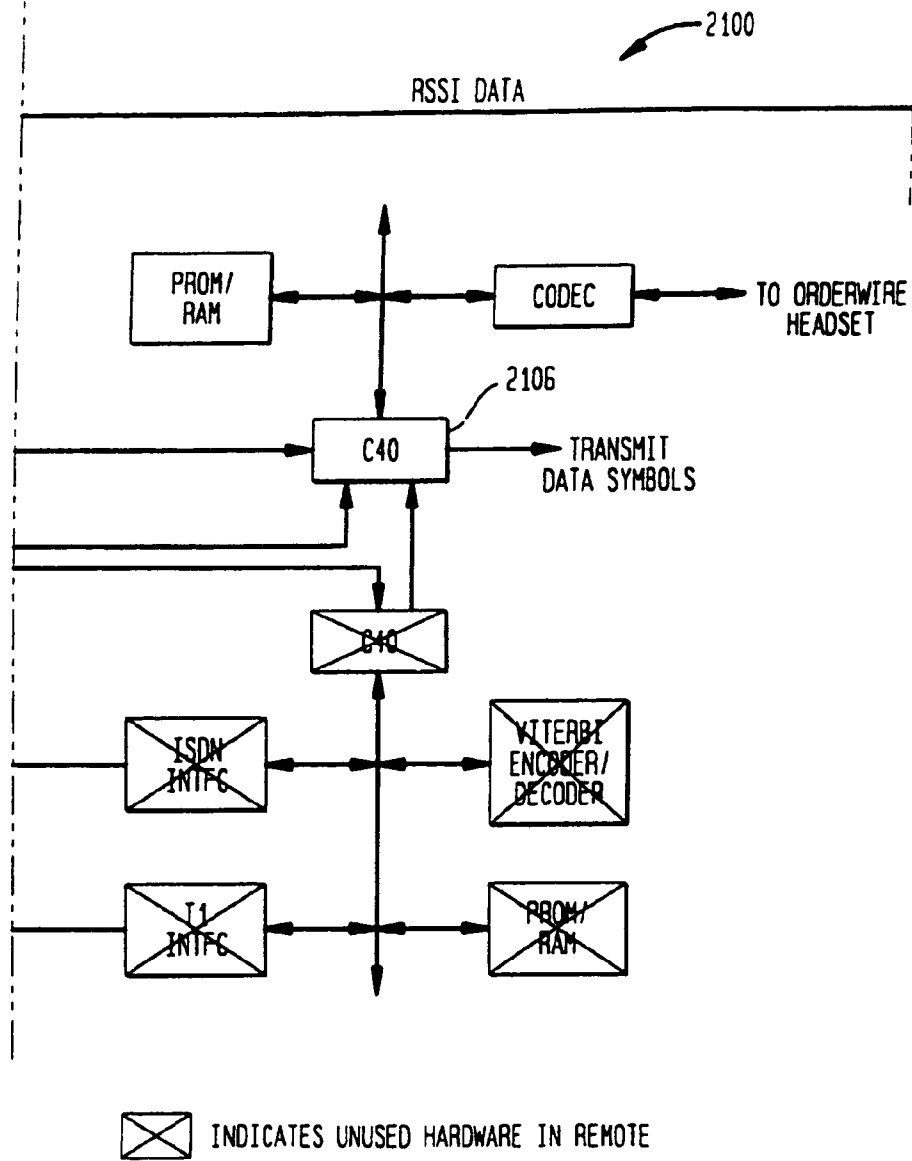 2100
RSSI DATA
PROM/
RAM
CODEC
TO ORDERWIRE
HEADSET
2106
C40
TRANSMIT
DATA SYMBOLS
C40
ISDN
INTFC
VITERBI
ENCODER/
DECODER
T1
INTFC
PROM/
RAM
INDICATES UNUSED HARDWARE IN REMOTE